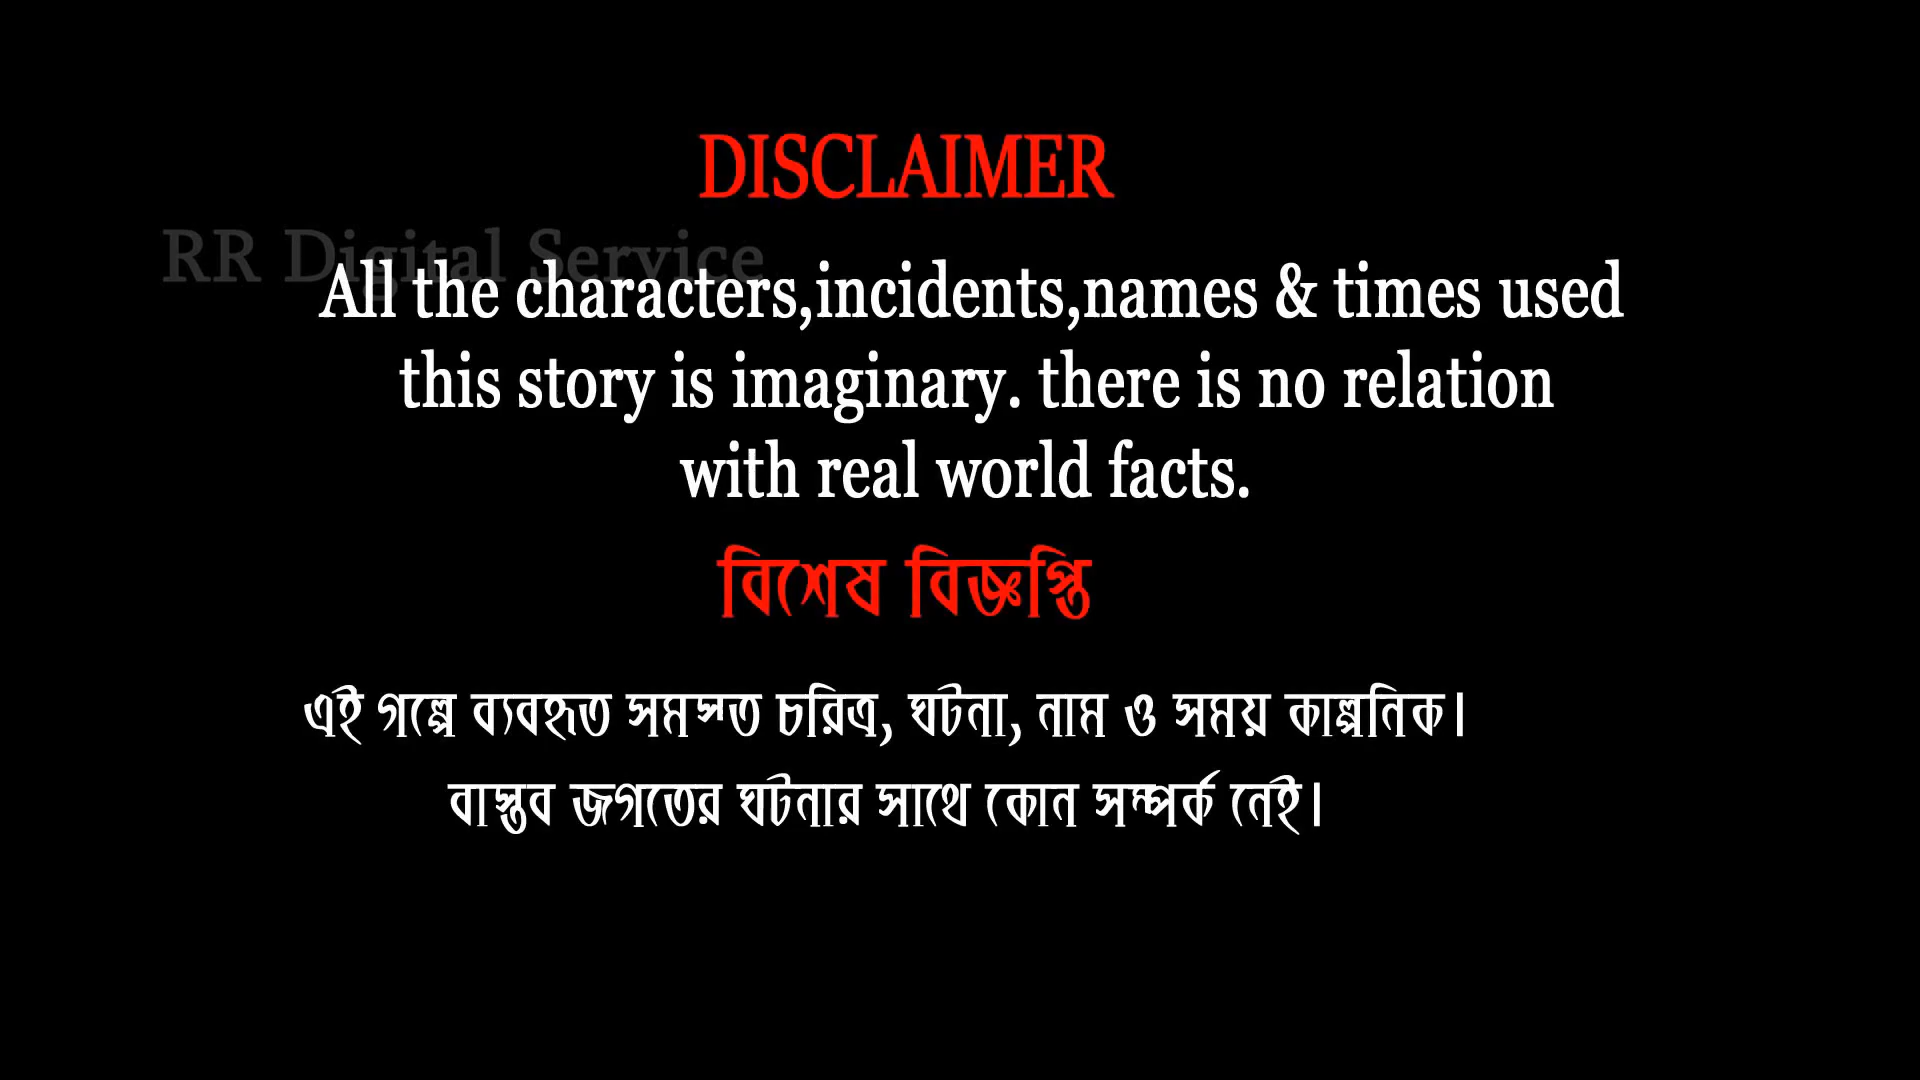 DISCLAIMER
RR Digital Service
All the characters,incidents,names & times used
this story is imaginary. there is no relation
with real world facts.
বিশেষ বিজ্ঞপ্তি
এই গল্পে ব্যবহৃত সমস্ত চরিত্র, ঘটনা, নাম ও সময় কাল্পনিক।
বাস্তব জগতের ঘটনার সাথে কোন সম্পর্ক নেই।